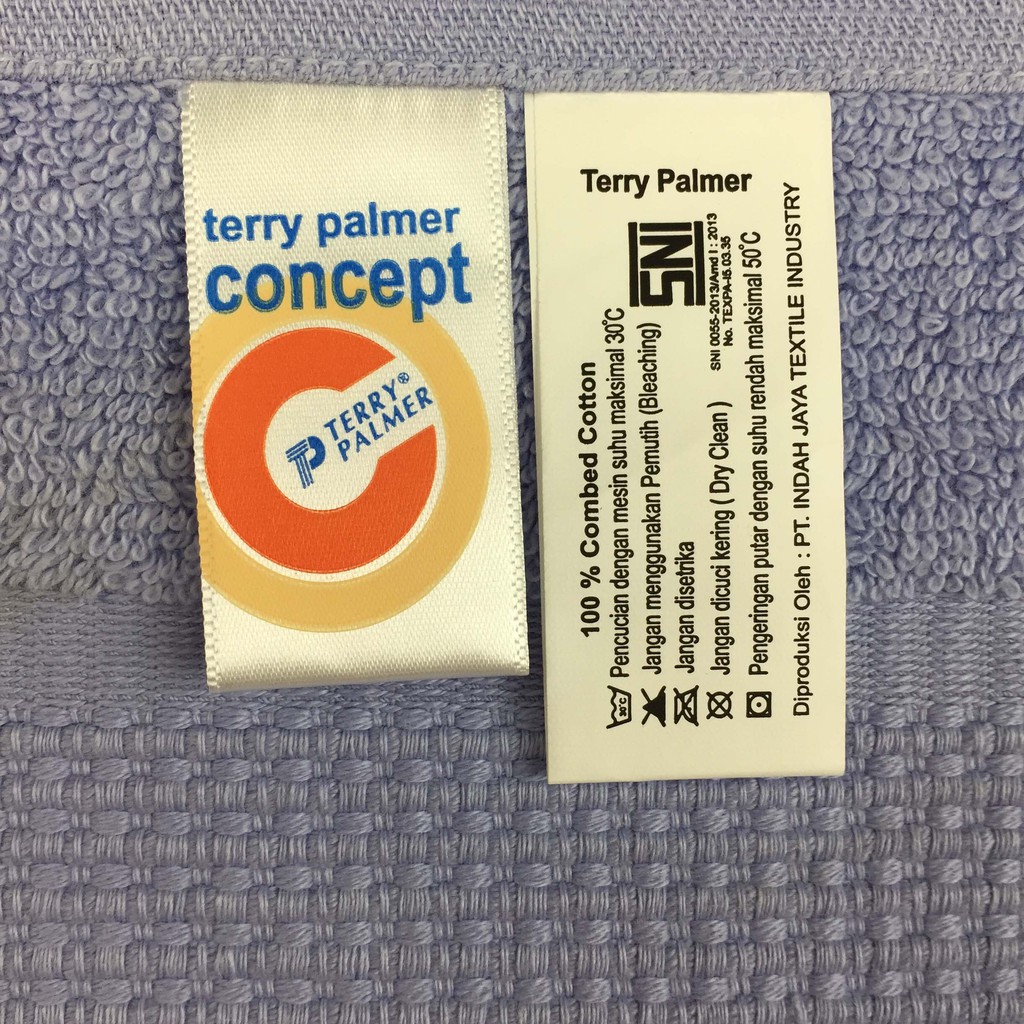 terry palmer
concept
TERRY®
PALMER
Terry Palmer
SNI
SNI 0055-2013/Amd I : 2013
No. TEXPA-I5.03.35
100 % Combed Cotton
30°C Pencucian dengan mesin suhu maksimal 30°C
Jangan menggunakan Pemutih (Bleaching)
Jangan disetrika
Jangan dicuci kering ( Dry Clean )
Pengeringan putar dengan suhu rendah maksimal 50°C
Diproduksi Oleh : PT. INDAH JAYA TEXTILE INDUSTRY